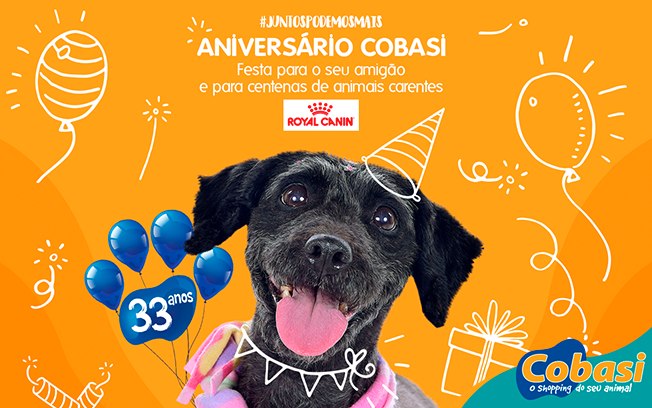 #JUNTOSPODEMOSMAIS
ANIVERSÁRIO COBASI
Festa para o seu amigão
e para centenas de animais carentes
ROYAL CANIN
33 anos
Cobasi
o shopping do seu animal